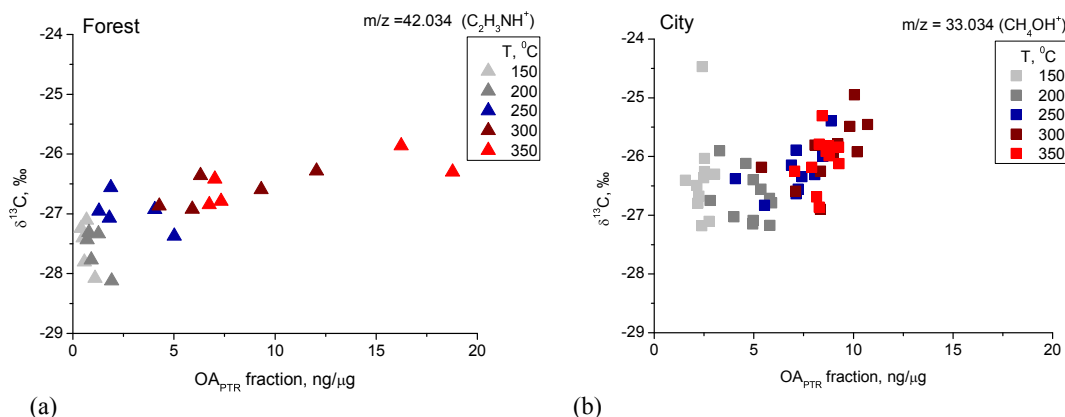 Forest
m/z =42.034 (C₂H₃NH⁺)
T, ⁰C
150
200
250
300
350
-24
-25
-26
-27
-28
-29
δ¹³C, ‰
0 5 10 15 20
OA_PTR fraction, ng/µg
(a)
City
m/z = 33.034 (CH₄OH⁺)
T, ⁰C
150
200
250
300
350
-24
-25
-26
-27
-28
-29
δ¹³C, ‰
0 5 10 15 20
OA_PTR fraction, ng/µg
(b)